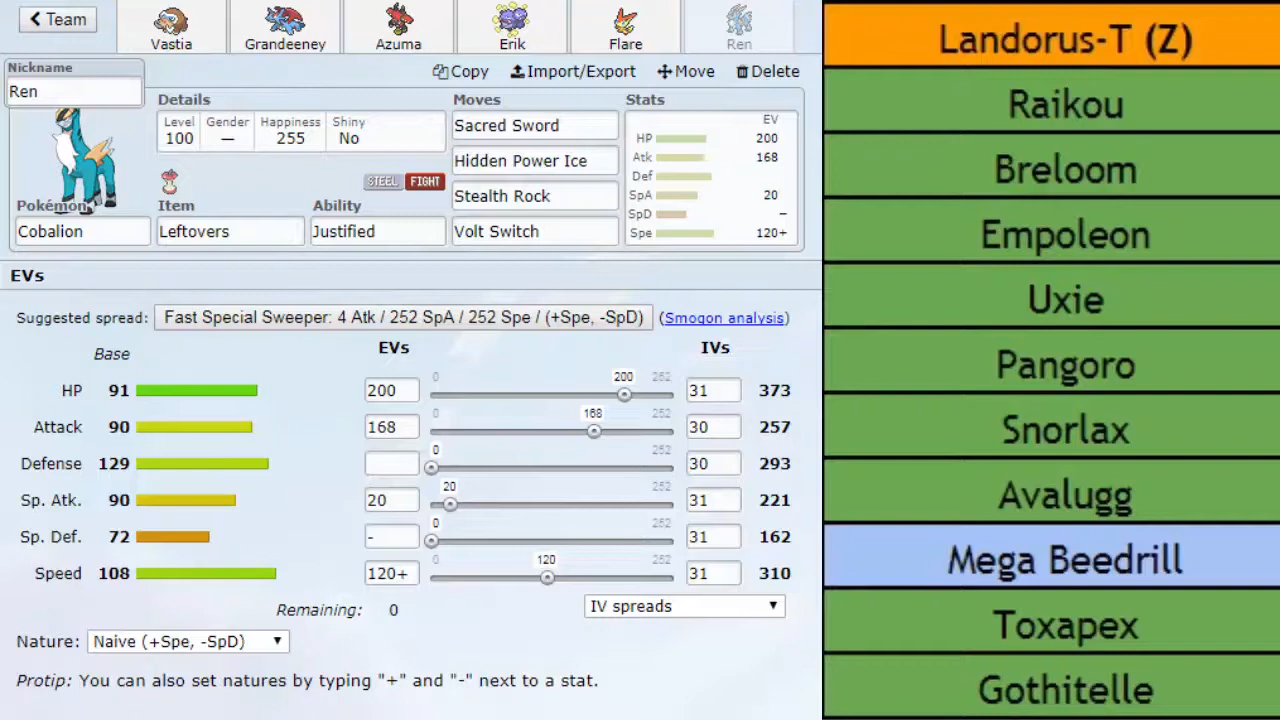 < Team
Vastia
Grandeeney
Azuma
Erik
Flare
Ren
Nickname
Ren
Copy
Import/Export
Move
Delete
Details
Level
100
Gender
—
Happiness
255
Shiny
No
STEEL FIGHT
Pokémon
Cobalion
Item
Leftovers
Ability
Justified
Moves
Sacred Sword
Hidden Power Ice
Stealth Rock
Volt Switch
Stats
EV
HP 200
Atk 168
Def
SpA 20
SpD –
Spe 120+
EVs
Suggested spread: Fast Special Sweeper: 4 Atk / 252 SpA / 252 Spe / (+Spe, -SpD) (Smogon analysis)
Base EVs IVs
HP 91 200 0 200 252 31 373
Attack 90 168 0 168 252 30 257
Defense 129 0 252 30 293
Sp. Atk. 90 20 20 252 31 221
Sp. Def. 72 - 0 252 31 162
Speed 108 120+ 0 120 252 31 310
Remaining: 0
IV spreads
Nature: Naive (+Spe, -SpD)
Protip: You can also set natures by typing "+" and "-" next to a stat.
Landorus-T (Z)
Raikou
Breloom
Empoleon
Uxie
Pangoro
Snorlax
Avalugg
Mega Beedrill
Toxapex
Gothitelle